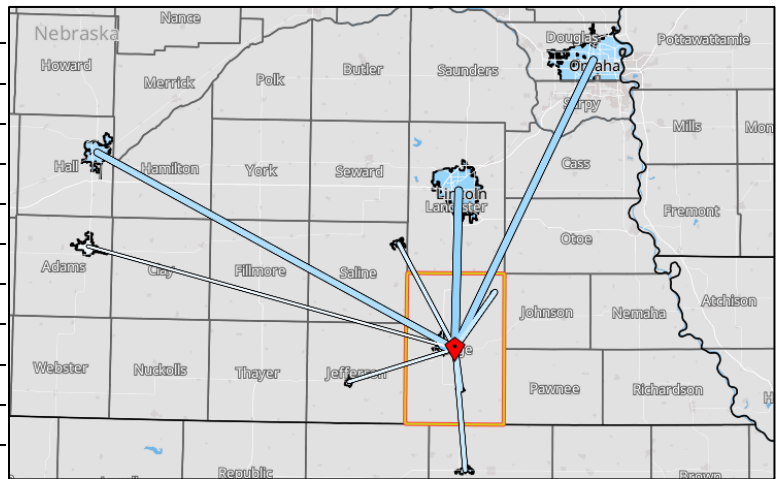 Nance
Nebraska
Douglas
Pottawattamie
Howard
Merrick
Polk
Butler
Saunders
Omaha
Sarpy
Mills
Hall
Hamilton
York
Seward
Cass
Lincoln
Lancaster
Fremont
Adams
Clay
Fillmore
Saline
Otoe
Johnson
Nemaha
Atchison
Webster
Nuckolls
Thayer
Jefferson
Pawnee
Richardson
Republic
Brown